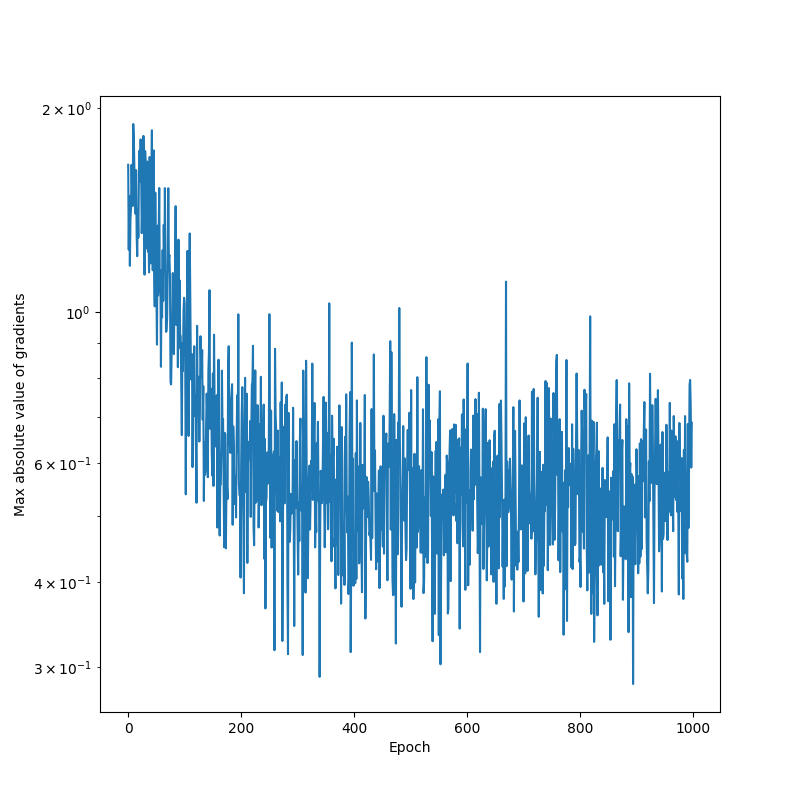 2 × 10⁰
10⁰
6 × 10⁻¹
4 × 10⁻¹
3 × 10⁻¹
Max absolute value of gradients
0 200 400 600 800 1000
Epoch